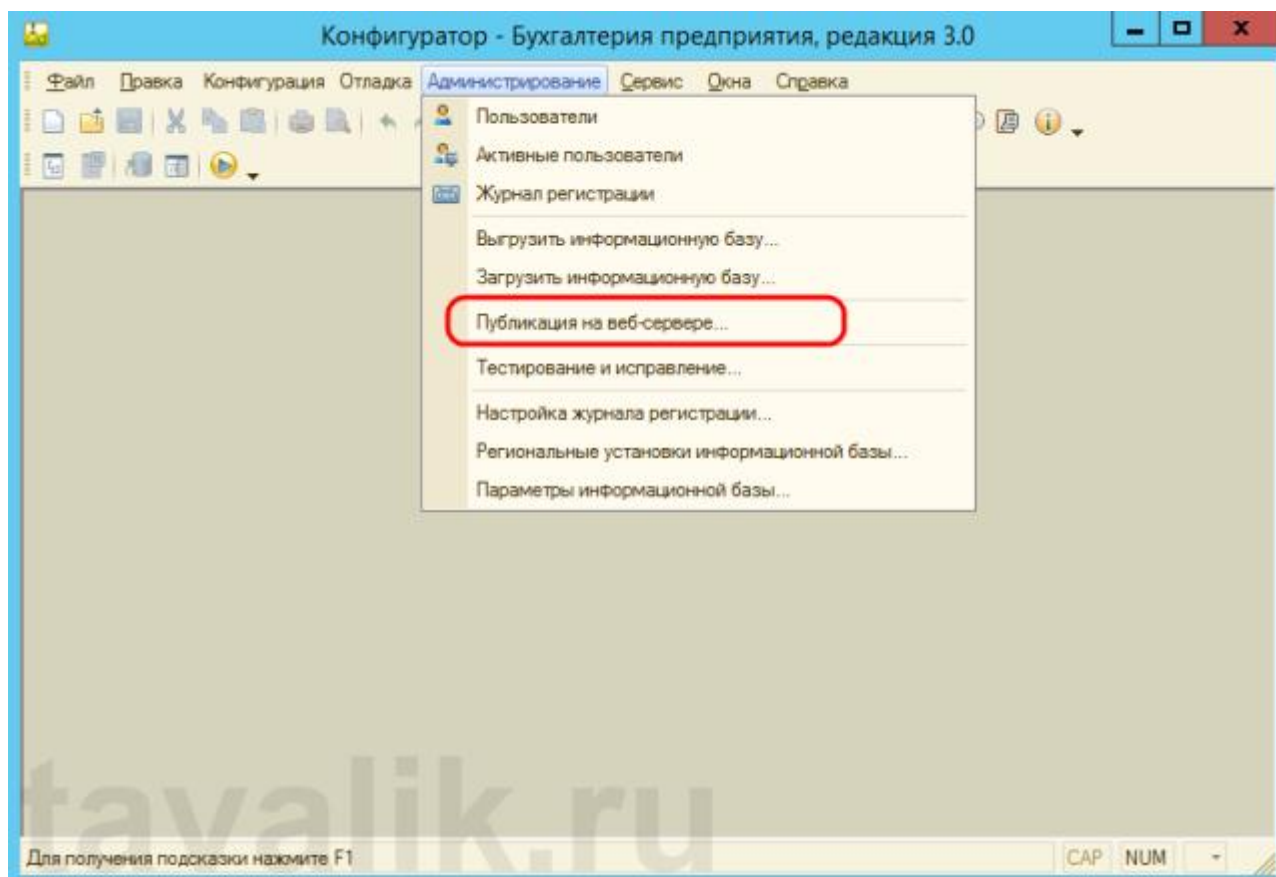 Конфигуратор - Бухгалтерия предприятия, редакция 3.0
Файл Правка Конфигурация Отладка Администрирование Сервис Окна Справка
Пользователи
Активные пользователи
Журнал регистрации
Выгрузить информационную базу...
Загрузить информационную базу...
Публикация на веб-сервере...
Тестирование и исправление...
Настройка журнала регистрации...
Региональные установки информационной базы...
Параметры информационной базы...
tavalik.ru
Для получения подсказки нажмите F1
CAP NUM